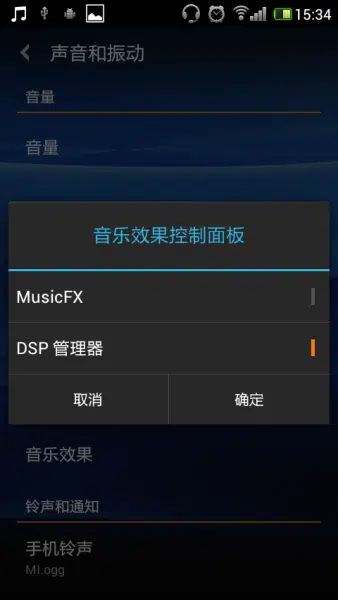 15:34
声音和振动
音量
音量
音乐效果控制面板
MusicFX
DSP 管理器
取消
确定
音乐效果
铃声和通知
手机铃声
MI.ogg